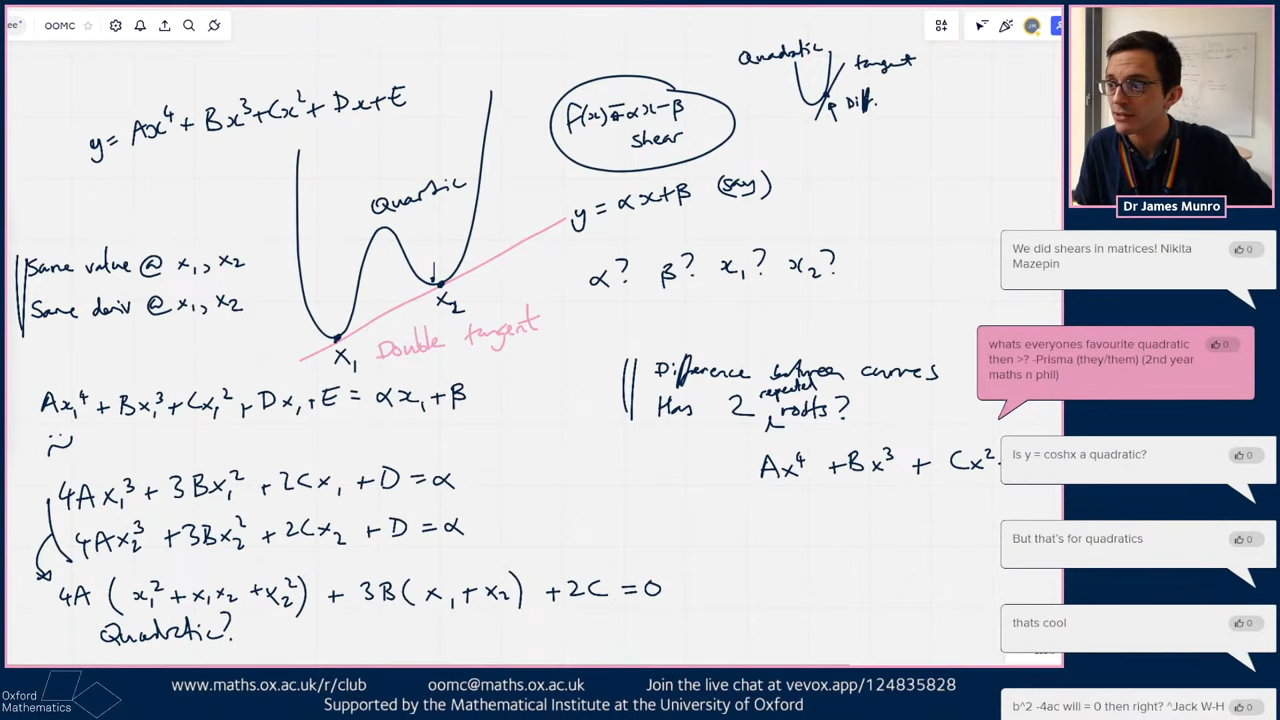 OOMC
y = Ax⁴ + Bx³ + Cx² + Dx + E
Quartic
f(x) - αx - β
shear
Quadratic
tangent
Diff.
y = αx + β (say)
Same value @ x₁, x₂
Same deriv @ x₁, x₂
x₂
x₁
Double tangent
α? β? x₁? x₂?
Ax₁⁴ + Bx₁³ + Cx₁² + Dx₁ + E = αx₁ + β
4Ax₁³ + 3Bx₁² + 2Cx₁ + D = α
4Ax₂³ + 3Bx₂² + 2Cx₂ + D = α
4A (x₁² + x₁x₂ + x₂²) + 3B(x₁ + x₂) + 2C = 0
Quadratic?
Difference between curves
repeated
Has 2 roots?
Ax⁴ + Bx³ + Cx²
Dr James Munro
We did shears in matrices! Nikita
Mazepin
0
whats everyones favourite quadratic
then >? -Prisma (they/them) (2nd year
maths n phil)
0
Is y = coshx a quadratic?
0
But that's for quadratics
0
thats cool
0
b^2 -4ac will = 0 then right? ^Jack W-H
0
Oxford
Mathematics
www.maths.ox.ac.uk/r/club oomc@maths.ox.ac.uk Join the live chat at vevox.app/124835828
Supported by the Mathematical Institute at the University of Oxford